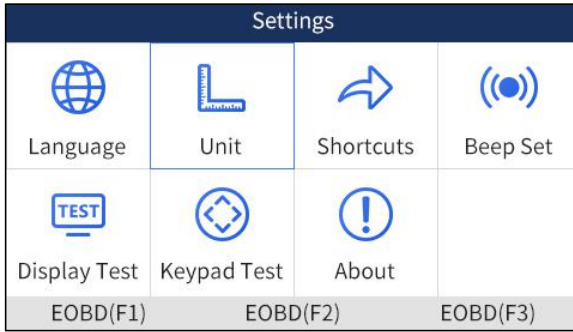 Settings
Language Unit Shortcuts Beep Set
TEST
Display Test Keypad Test About
EOBD(F1) EOBD(F2) EOBD(F3)